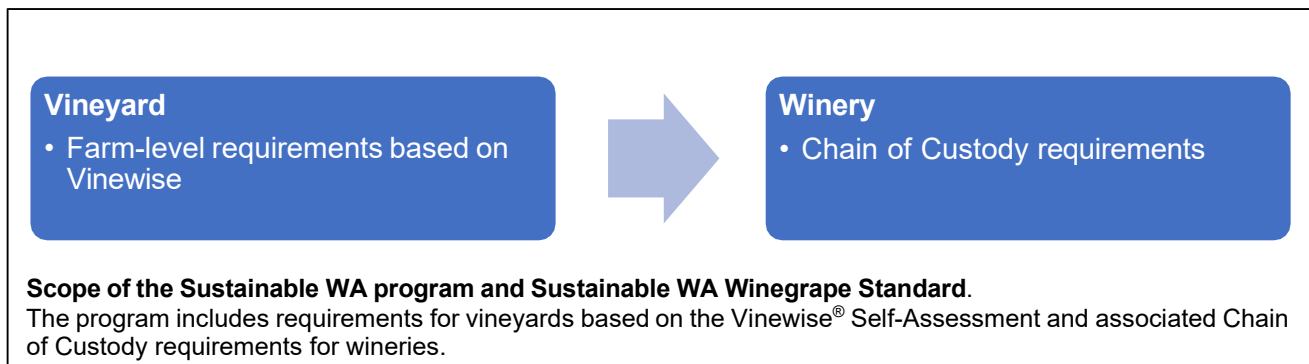 Vineyard
• Farm-level requirements based on
Vinewise
Winery
• Chain of Custody requirements
Scope of the Sustainable WA program and Sustainable WA Winegrape Standard.
The program includes requirements for vineyards based on the Vinewise® Self-Assessment and associated Chain
of Custody requirements for wineries.